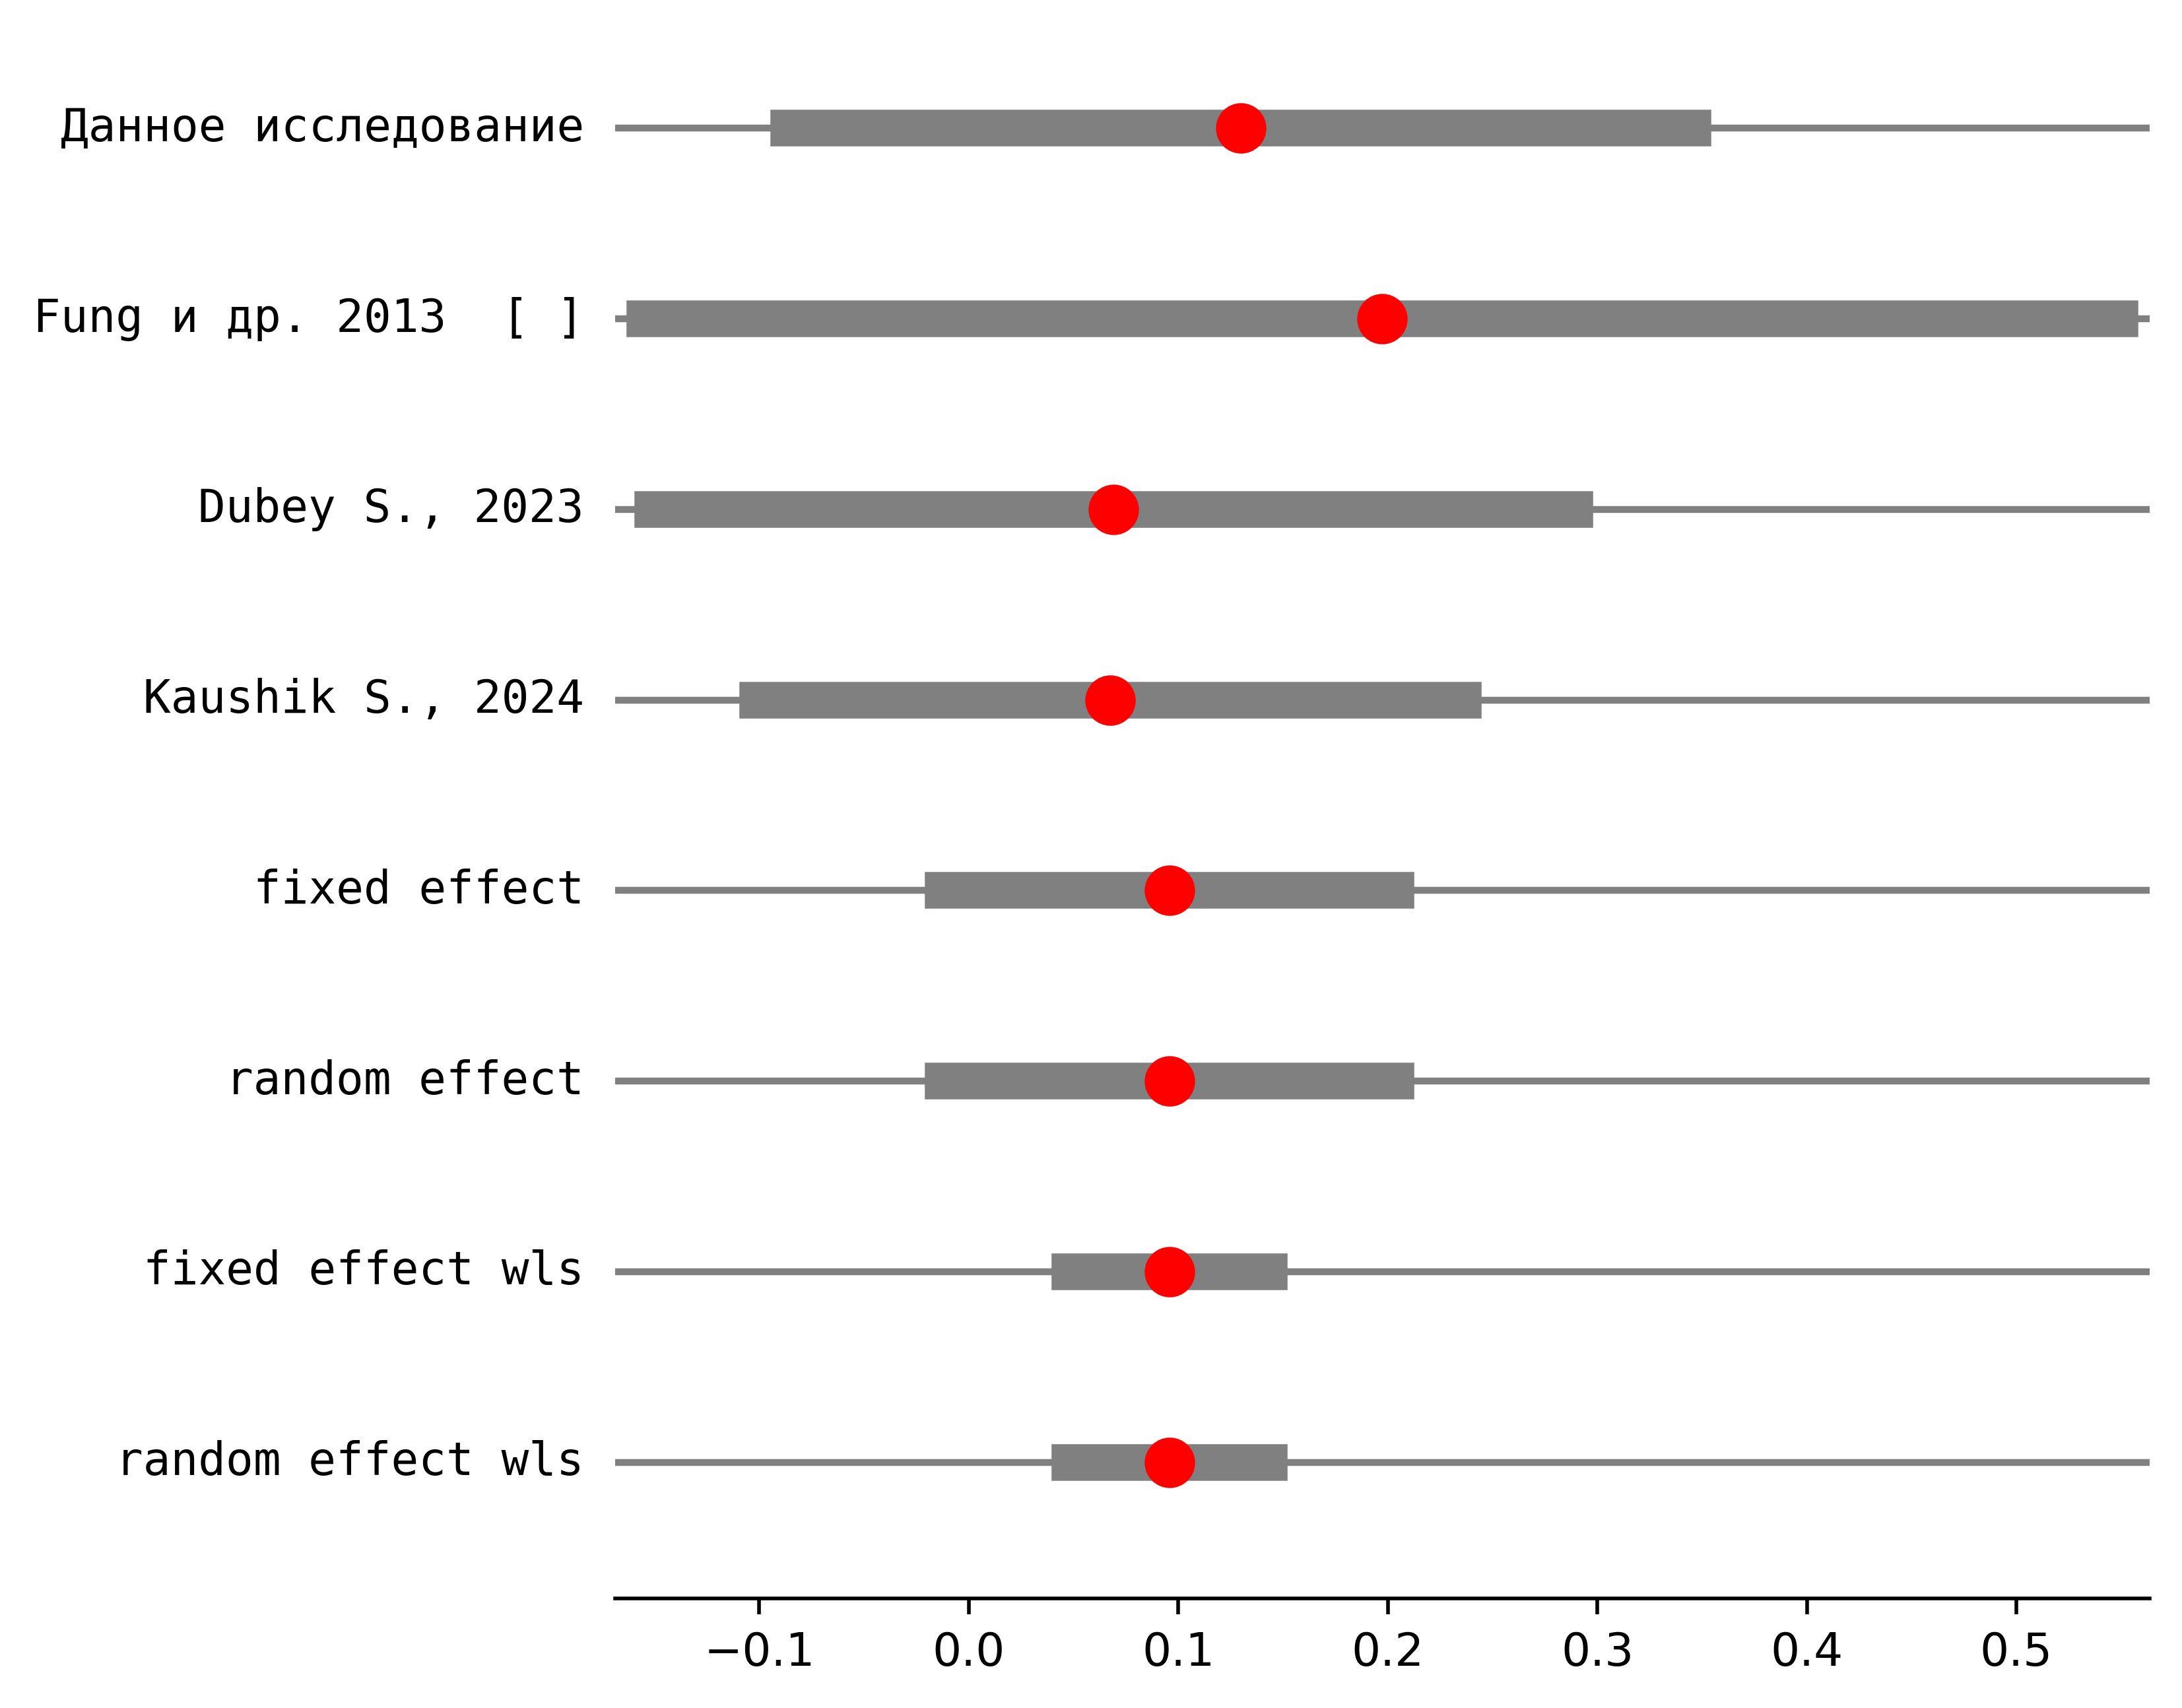 Данное исследование
Fung и др. 2013  [ ]
Dubey S., 2023
Kaushik S., 2024
fixed effect
random effect
fixed effect wls
random effect wls
−0.1 0.0 0.1 0.2 0.3 0.4 0.5